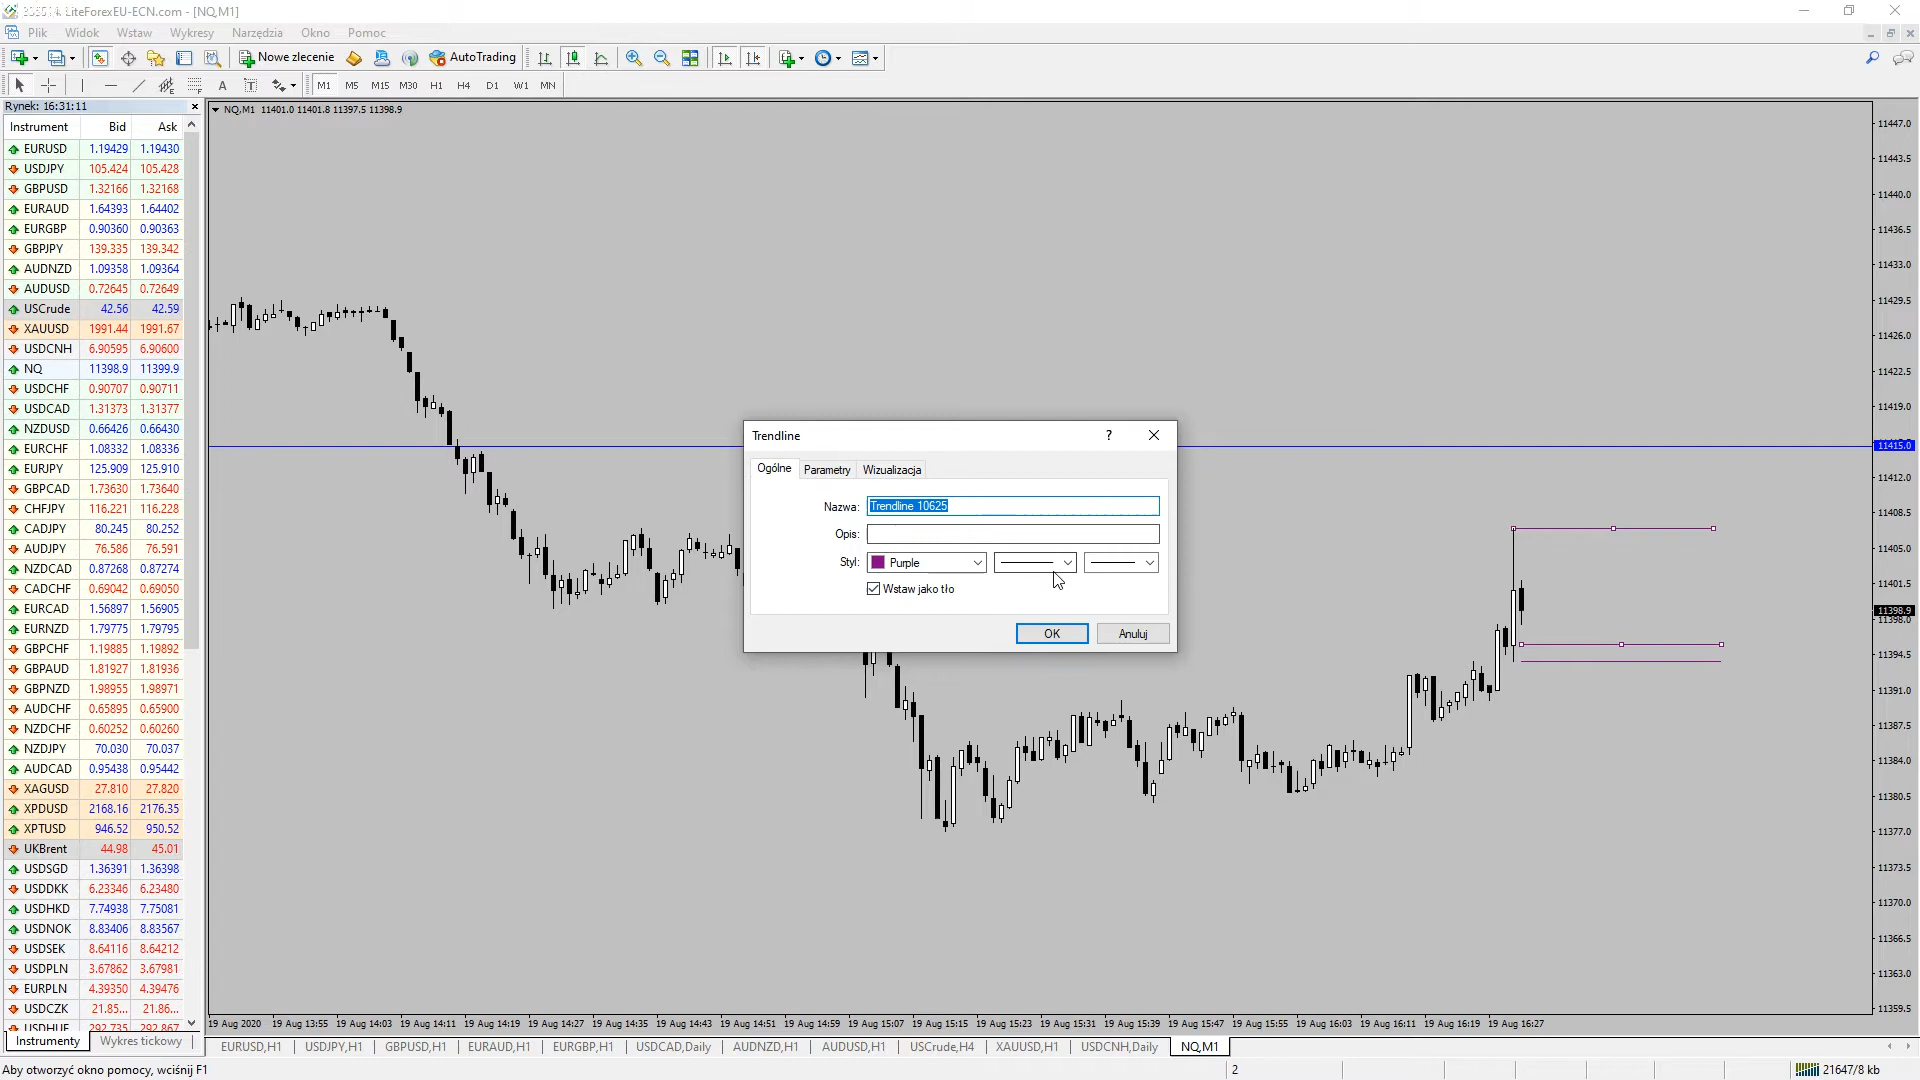 LiteForexEU-ECN.com - [NQ,M1]
Plik Widok Wstaw Wykresy Narzędzia Okno Pomoc
Nowe zlecenie AutoTrading
A T M1 M5 M15 M30 H1 H4 D1 W1 MN
Rynek: 16:31:11
NQ,M1 11401.0 11401.8 11397.5 11398.9
Instrument Bid Ask
EURUSD 1.19429 1.19430
USDJPY 105.424 105.428
GBPUSD 1.32166 1.32168
EURAUD 1.64393 1.64402
EURGBP 0.90360 0.90363
GBPJPY 139.335 139.342
AUDNZD 1.09358 1.09364
AUDUSD 0.72645 0.72649
USCrude 42.56 42.59
XAUUSD 1991.44 1991.67
USDCNH 6.90595 6.90600
NQ 11398.9 11399.9
USDCHF 0.90707 0.90711
USDCAD 1.31373 1.31377
NZDUSD 0.66426 0.66430
EURCHF 1.08332 1.08336
EURJPY 125.909 125.910
GBPCAD 1.73630 1.73640
CHFJPY 116.221 116.228
CADJPY 80.245 80.252
AUDJPY 76.586 76.591
NZDCAD 0.87268 0.87274
CADCHF 0.69042 0.69050
EURCAD 1.56897 1.56905
EURNZD 1.79775 1.79795
GBPCHF 1.19885 1.19892
GBPAUD 1.81927 1.81936
GBPNZD 1.98955 1.98971
AUDCHF 0.65895 0.65900
NZDCHF 0.60252 0.60260
NZDJPY 70.030 70.037
AUDCAD 0.95438 0.95442
XAGUSD 27.810 27.820
XPDUSD 2168.16 2176.35
XPTUSD 946.52 950.52
UKBrent 44.98 45.01
USDSGD 1.36391 1.36398
USDDKK 6.23346 6.23480
USDHKD 7.74938 7.75081
USDNOK 8.83406 8.83567
USDSEK 8.64116 8.64212
USDPLN 3.67862 3.67981
EURPLN 4.39350 4.39476
USDCZK 21.85... 21.86...
USDHUF 292.735 292.867
Instrumenty Wykres tickowy
Trendline ?
Ogólne Parametry Wizualizacja
Nazwa: Trendline 10625
Opis:
Styl: Purple
Wstaw jako tło
OK Anuluj
11447.0
11443.5
11440.0
11436.5
11433.0
11429.5
11426.0
11422.5
11419.0
11415.0
11412.0
11408.5
11405.0
11401.5
11398.9
11398.0
11394.5
11391.0
11387.5
11384.0
11380.5
11377.0
11373.5
11370.0
11366.5
11363.0
11359.5
19 Aug 2020 19 Aug 13:55 19 Aug 14:03 19 Aug 14:11 19 Aug 14:19 19 Aug 14:27 19 Aug 14:35 19 Aug 14:43 19 Aug 14:51 19 Aug 14:59 19 Aug 15:07 19 Aug 15:15 19 Aug 15:23 19 Aug 15:31 19 Aug 15:39 19 Aug 15:47 19 Aug 15:55 19 Aug 16:03 19 Aug 16:11 19 Aug 16:19 19 Aug 16:27
EURUSD,H1 USDJPY,H1 GBPUSD,H1 EURAUD,H1 EURGBP,H1 USDCAD,Daily AUDNZD,H1 AUDUSD,H1 USCrude,H4 XAUUSD,H1 USDCNH,Daily NQ,M1
Aby otworzyć okno pomocy, wciśnij F1 2 21647/8 kb